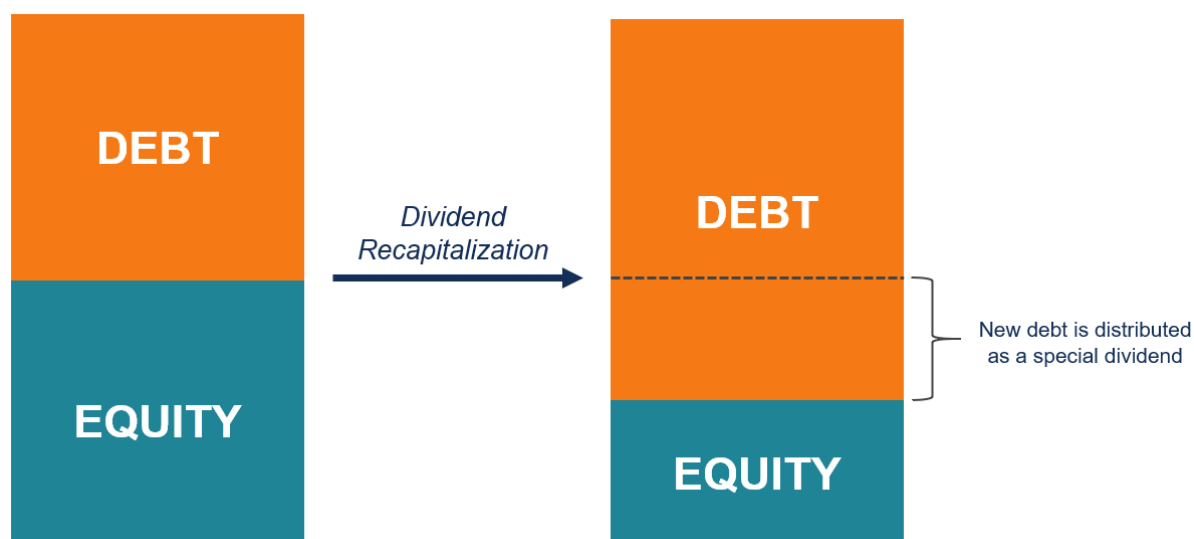 DEBT
EQUITY
Dividend
Recapitalization
DEBT
EQUITY
New debt is distributed
as a special dividend